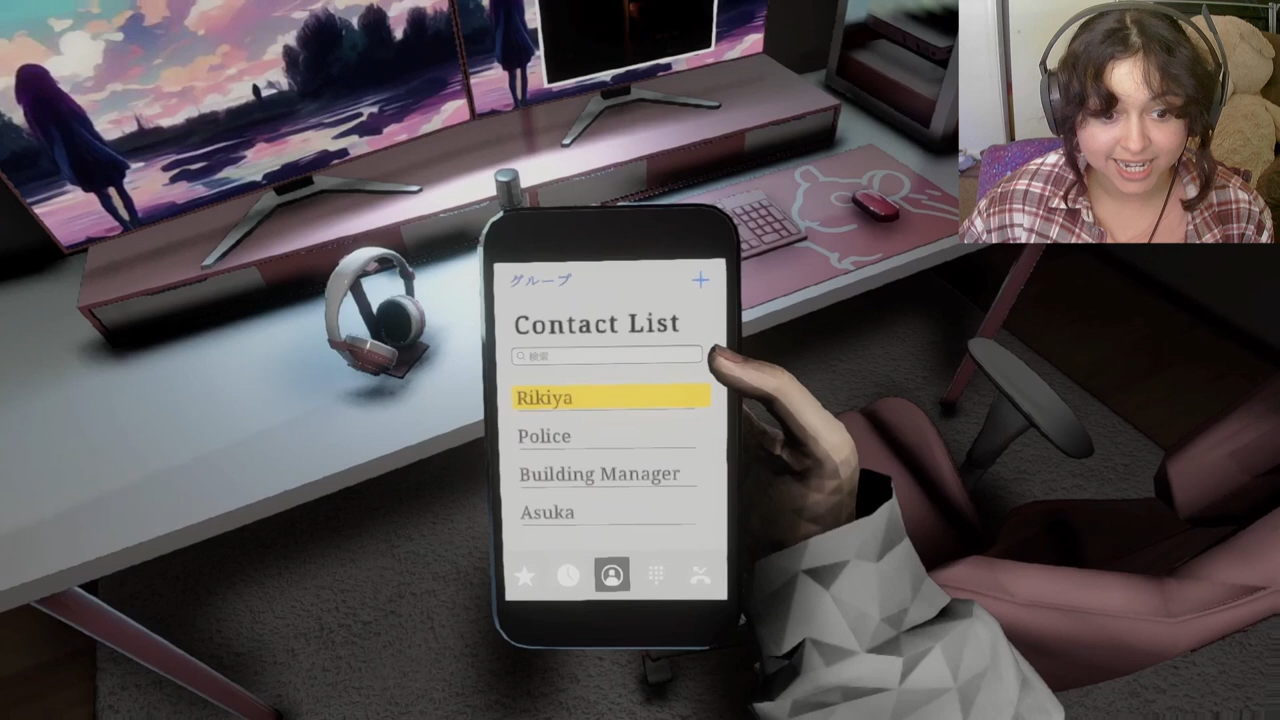 グループ
Contact List
検索
Rikiya
Police
Building Manager
Asuka